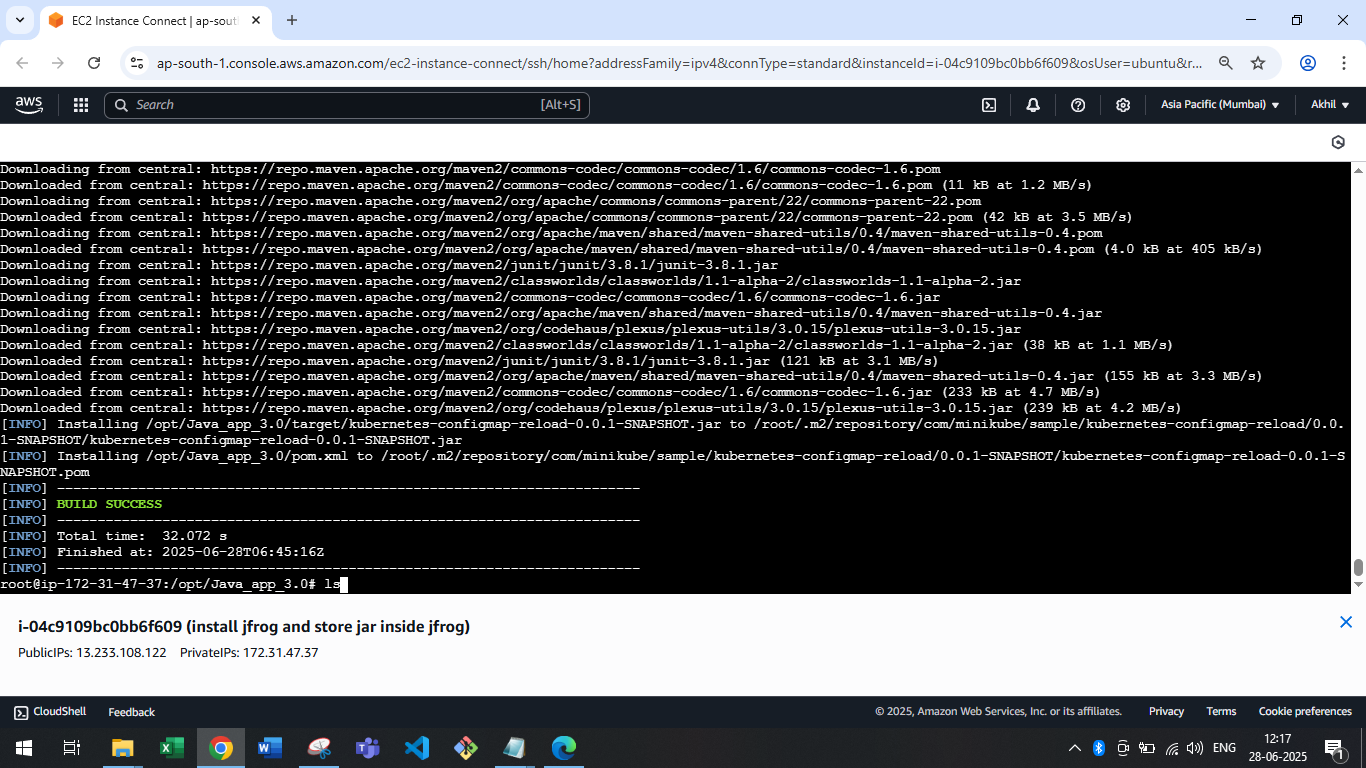 EC2 Instance Connect | ap-sout
ap-south-1.console.aws.amazon.com/ec2-instance-connect/ssh/home?addressFamily=ipv4&connType=standard&instanceId=i-04c9109bc0bb6f609&osUser=ubuntu&r...
aws
Search
[Alt+S]
Asia Pacific (Mumbai)
Akhil
Downloading from central: https://repo.maven.apache.org/maven2/commons-codec/commons-codec/1.6/commons-codec-1.6.pom
Downloaded from central: https://repo.maven.apache.org/maven2/commons-codec/commons-codec/1.6/commons-codec-1.6.pom (11 kB at 1.2 MB/s)
Downloading from central: https://repo.maven.apache.org/maven2/org/apache/commons/commons-parent/22/commons-parent-22.pom
Downloaded from central: https://repo.maven.apache.org/maven2/org/apache/commons/commons-parent/22/commons-parent-22.pom (42 kB at 3.5 MB/s)
Downloading from central: https://repo.maven.apache.org/maven2/org/apache/maven/shared/maven-shared-utils/0.4/maven-shared-utils-0.4.pom
Downloaded from central: https://repo.maven.apache.org/maven2/org/apache/maven/shared/maven-shared-utils/0.4/maven-shared-utils-0.4.pom (4.0 kB at 405 kB/s)
Downloading from central: https://repo.maven.apache.org/maven2/junit/junit/3.8.1/junit-3.8.1.jar
Downloading from central: https://repo.maven.apache.org/maven2/classworlds/classworlds/1.1-alpha-2/classworlds-1.1-alpha-2.jar
Downloading from central: https://repo.maven.apache.org/maven2/commons-codec/commons-codec/1.6/commons-codec-1.6.jar
Downloading from central: https://repo.maven.apache.org/maven2/org/apache/maven/shared/maven-shared-utils/0.4/maven-shared-utils-0.4.jar
Downloading from central: https://repo.maven.apache.org/maven2/org/codehaus/plexus/plexus-utils/3.0.15/plexus-utils-3.0.15.jar
Downloaded from central: https://repo.maven.apache.org/maven2/classworlds/classworlds/1.1-alpha-2/classworlds-1.1-alpha-2.jar (38 kB at 1.1 MB/s)
Downloaded from central: https://repo.maven.apache.org/maven2/junit/junit/3.8.1/junit-3.8.1.jar (121 kB at 3.1 MB/s)
Downloaded from central: https://repo.maven.apache.org/maven2/org/apache/maven/shared/maven-shared-utils/0.4/maven-shared-utils-0.4.jar (155 kB at 3.3 MB/s)
Downloaded from central: https://repo.maven.apache.org/maven2/commons-codec/commons-codec/1.6/commons-codec-1.6.jar (233 kB at 4.7 MB/s)
Downloaded from central: https://repo.maven.apache.org/maven2/org/codehaus/plexus/plexus-utils/3.0.15/plexus-utils-3.0.15.jar (239 kB at 4.2 MB/s)
[INFO] Installing /opt/Java_app_3.0/target/kubernetes-configmap-reload-0.0.1-SNAPSHOT.jar to /root/.m2/repository/com/minikube/sample/kubernetes-configmap-reload/0.0.
1-SNAPSHOT/kubernetes-configmap-reload-0.0.1-SNAPSHOT.jar
[INFO] Installing /opt/Java_app_3.0/pom.xml to /root/.m2/repository/com/minikube/sample/kubernetes-configmap-reload/0.0.1-SNAPSHOT/kubernetes-configmap-reload-0.0.1-S
NAPSHOT.pom
[INFO] ------------------------------------------------------------------------
[INFO] BUILD SUCCESS
[INFO] ------------------------------------------------------------------------
[INFO] Total time:  32.072 s
[INFO] Finished at: 2025-06-28T06:45:16Z
[INFO] ------------------------------------------------------------------------
root@ip-172-31-47-37:/opt/Java_app_3.0# ls
i-04c9109bc0bb6f609 (install jfrog and store jar inside jfrog)
PublicIPs: 13.233.108.122 PrivateIPs: 172.31.47.37
CloudShell
Feedback
© 2025, Amazon Web Services, Inc. or its affiliates.
Privacy
Terms
Cookie preferences
ENG
12:17
28-06-2025
1